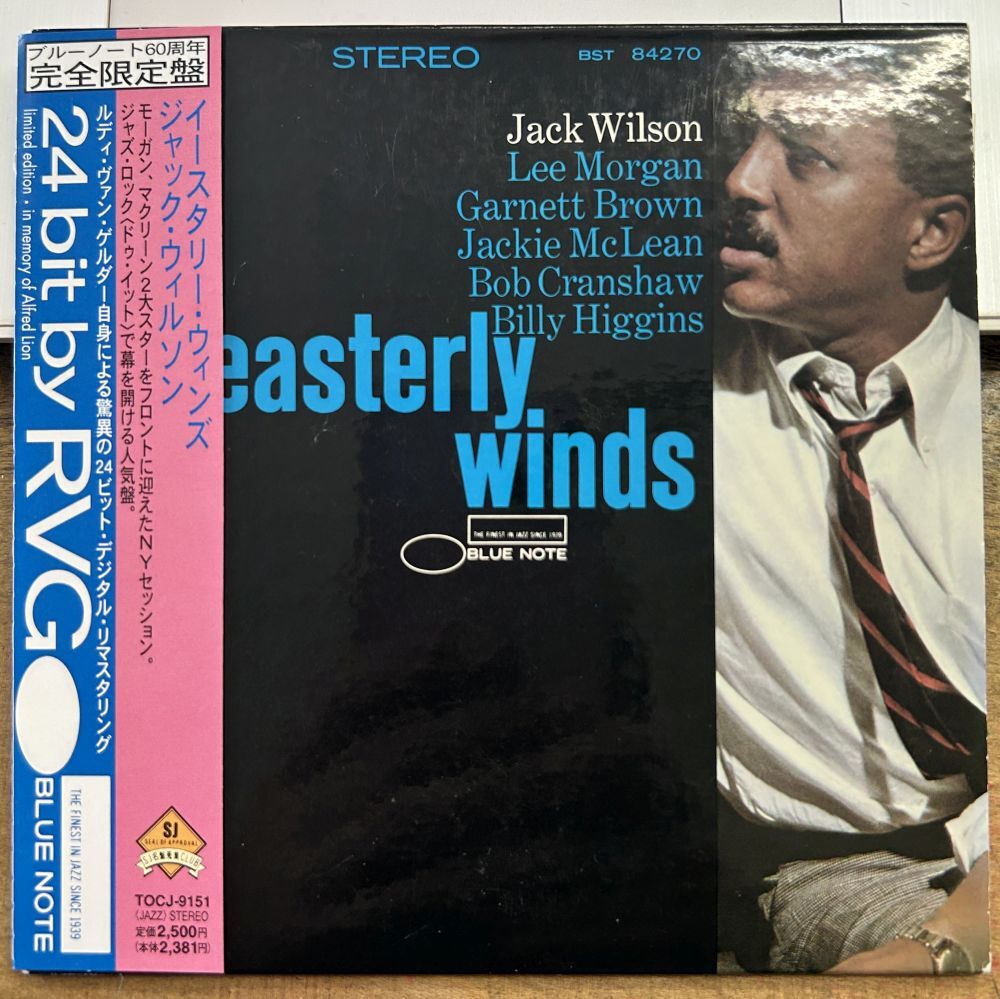 ブルーノート60周年
完全限定盤
イースタリー・ウィンズ
ジャック・ウィルソン
モーガン、マクリーン2大スターをフロントに迎えたNYセッション。
ジャズ・ロック〈ドゥ・イット〉で幕を開ける人気盤。
ルディ・ヴァン・ゲルダー自身による驚異の24ビット・デジタル・リマスタリング
24 bit by RVG
limited edition・in memory of Alfred Lion
THE FINEST IN JAZZ SINCE 1939
BLUE NOTE
SJ
SEAL OF APPROVAL
TOCJ-9151
(JAZZ) STEREO
定価2,500円
(本体2,381円)
STEREO
BST 84270
Jack Wilson
Lee Morgan
Garnett Brown
Jackie McLean
Bob Cranshaw
Billy Higgins
easterly
winds
THE FINEST IN JAZZ SINCE 1939
BLUE NOTE